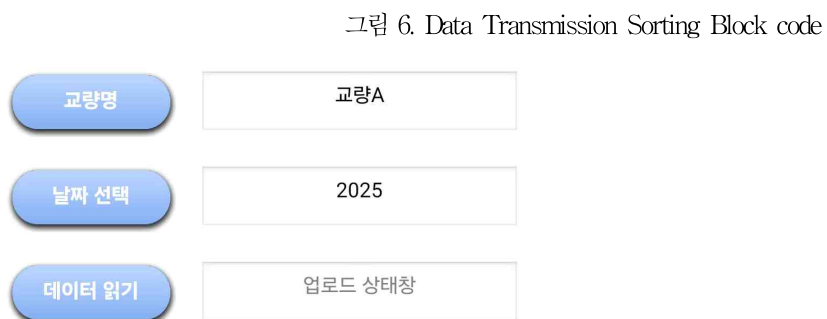 그림 6. Data Transmission Sorting Block code
교량명 교량A
날짜 선택 2025
데이터 읽기 업로드 상태창